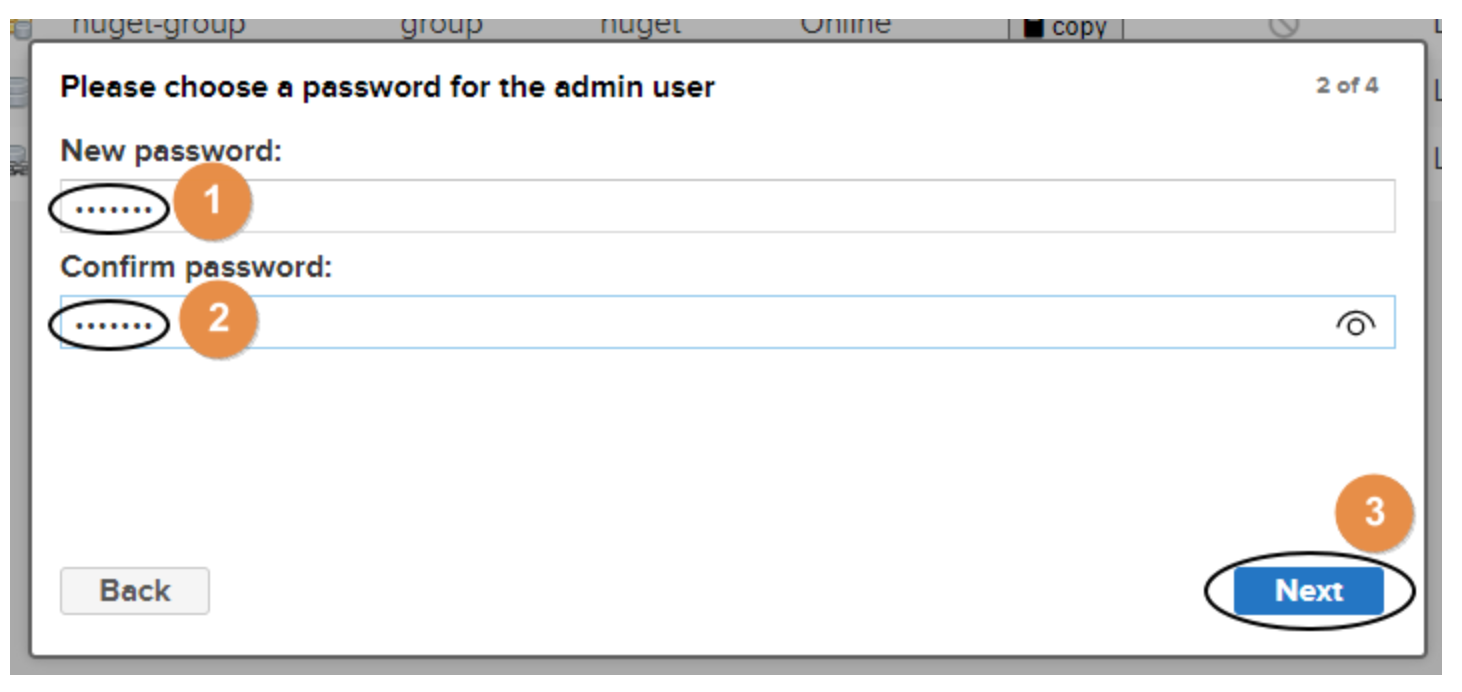 nuget-group group nuget Online copy
Please choose a password for the admin user 2 of 4
New password:
....... 1
Confirm password:
....... 2
3
Back Next